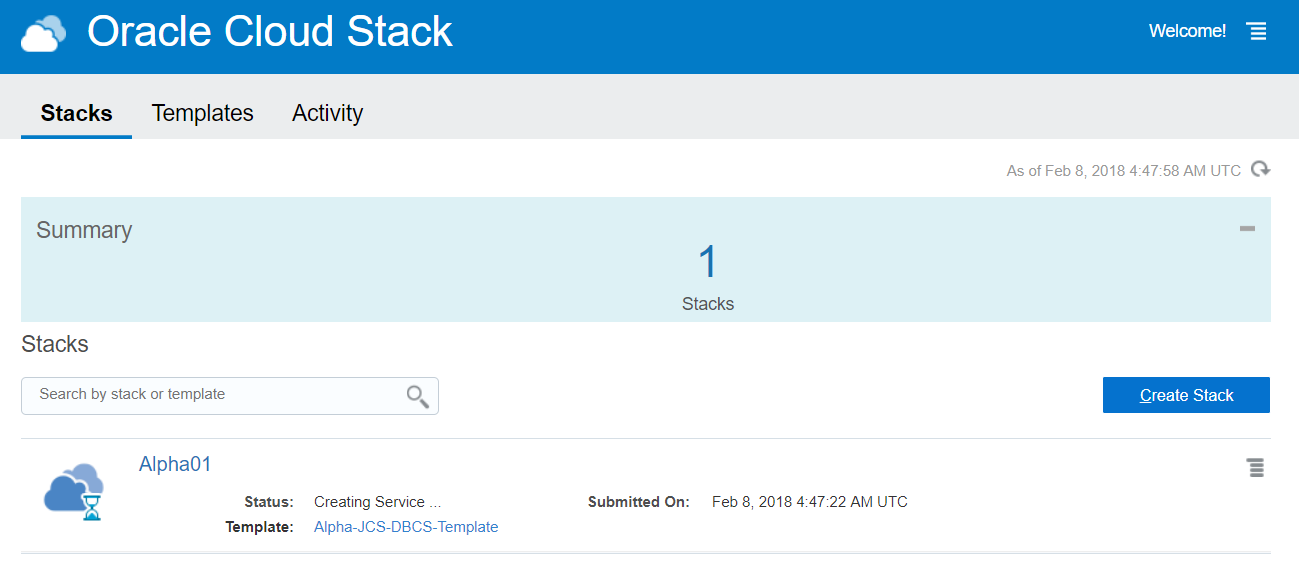 Oracle Cloud Stack
Welcome!
Stacks Templates Activity
As of Feb 8, 2018 4:47:58 AM UTC
Summary
1
Stacks
Stacks
Search by stack or template
Create Stack
Alpha01
Status: Creating Service ... Submitted On: Feb 8, 2018 4:47:22 AM UTC
Template: Alpha-JCS-DBCS-Template